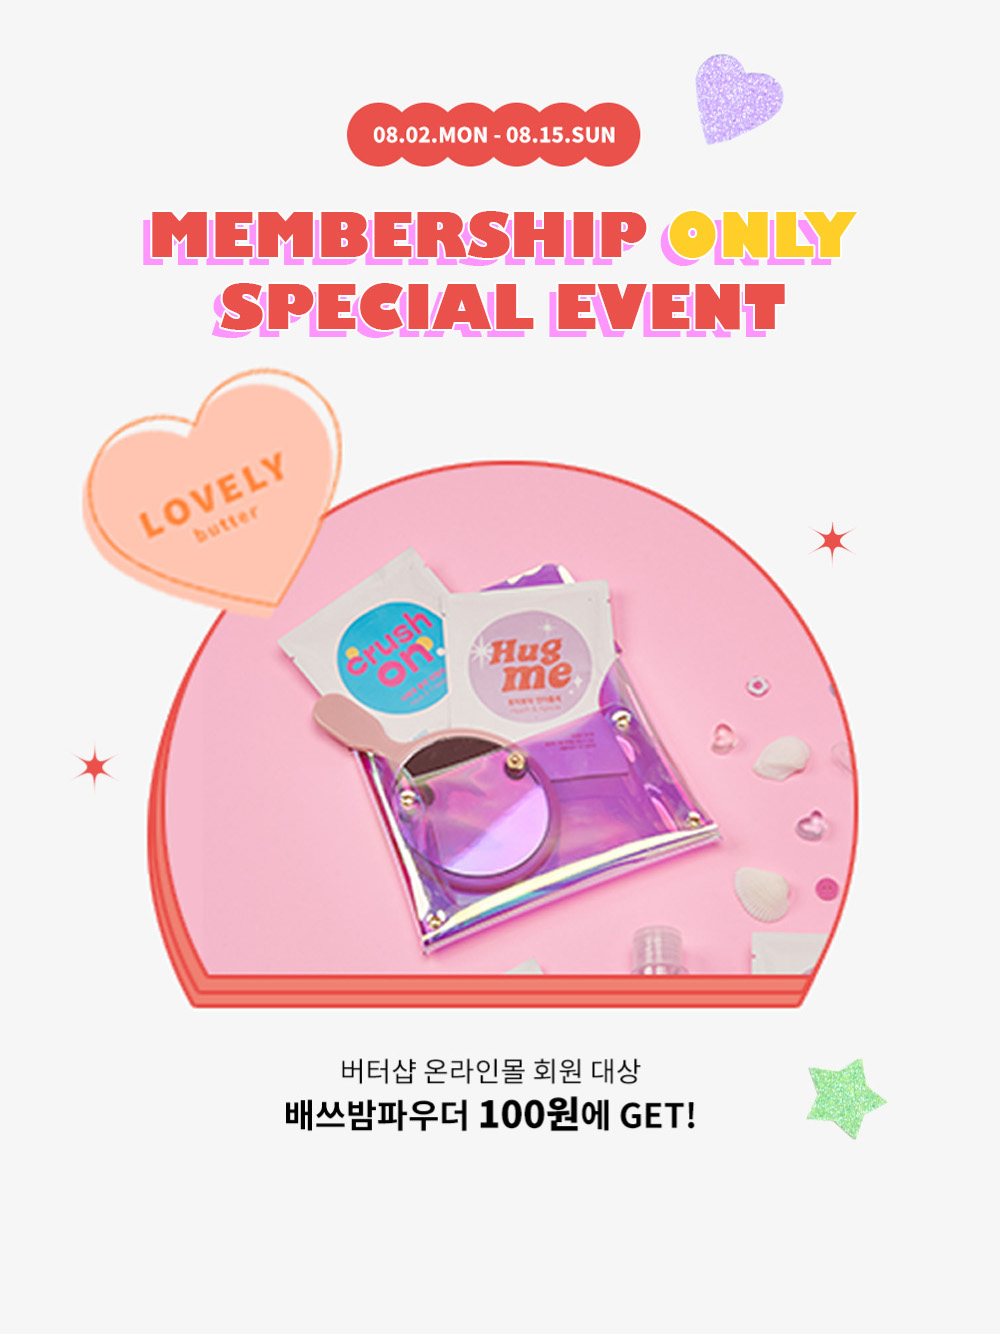 08.02.MON - 08.15.SUN
MEMBERSHIP ONLY
SPECIAL EVENT
LOVELY
butter
crush
on
Hug
me
버터샵 온라인몰 회원 대상
배쓰밤파우더 100원에 GET!